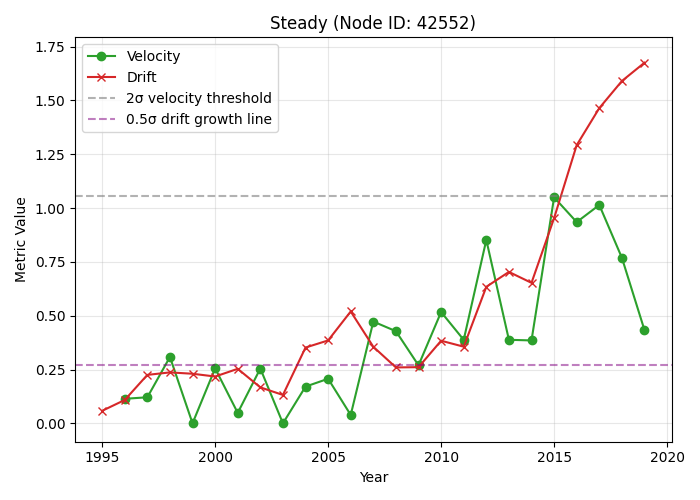 Steady (Node ID: 42552)
Velocity
Drift
2σ velocity threshold
0.5σ drift growth line
Metric Value
1.75
1.50
1.25
1.00
0.75
0.50
0.25
0.00
1995 2000 2005 2010 2015 2020
Year